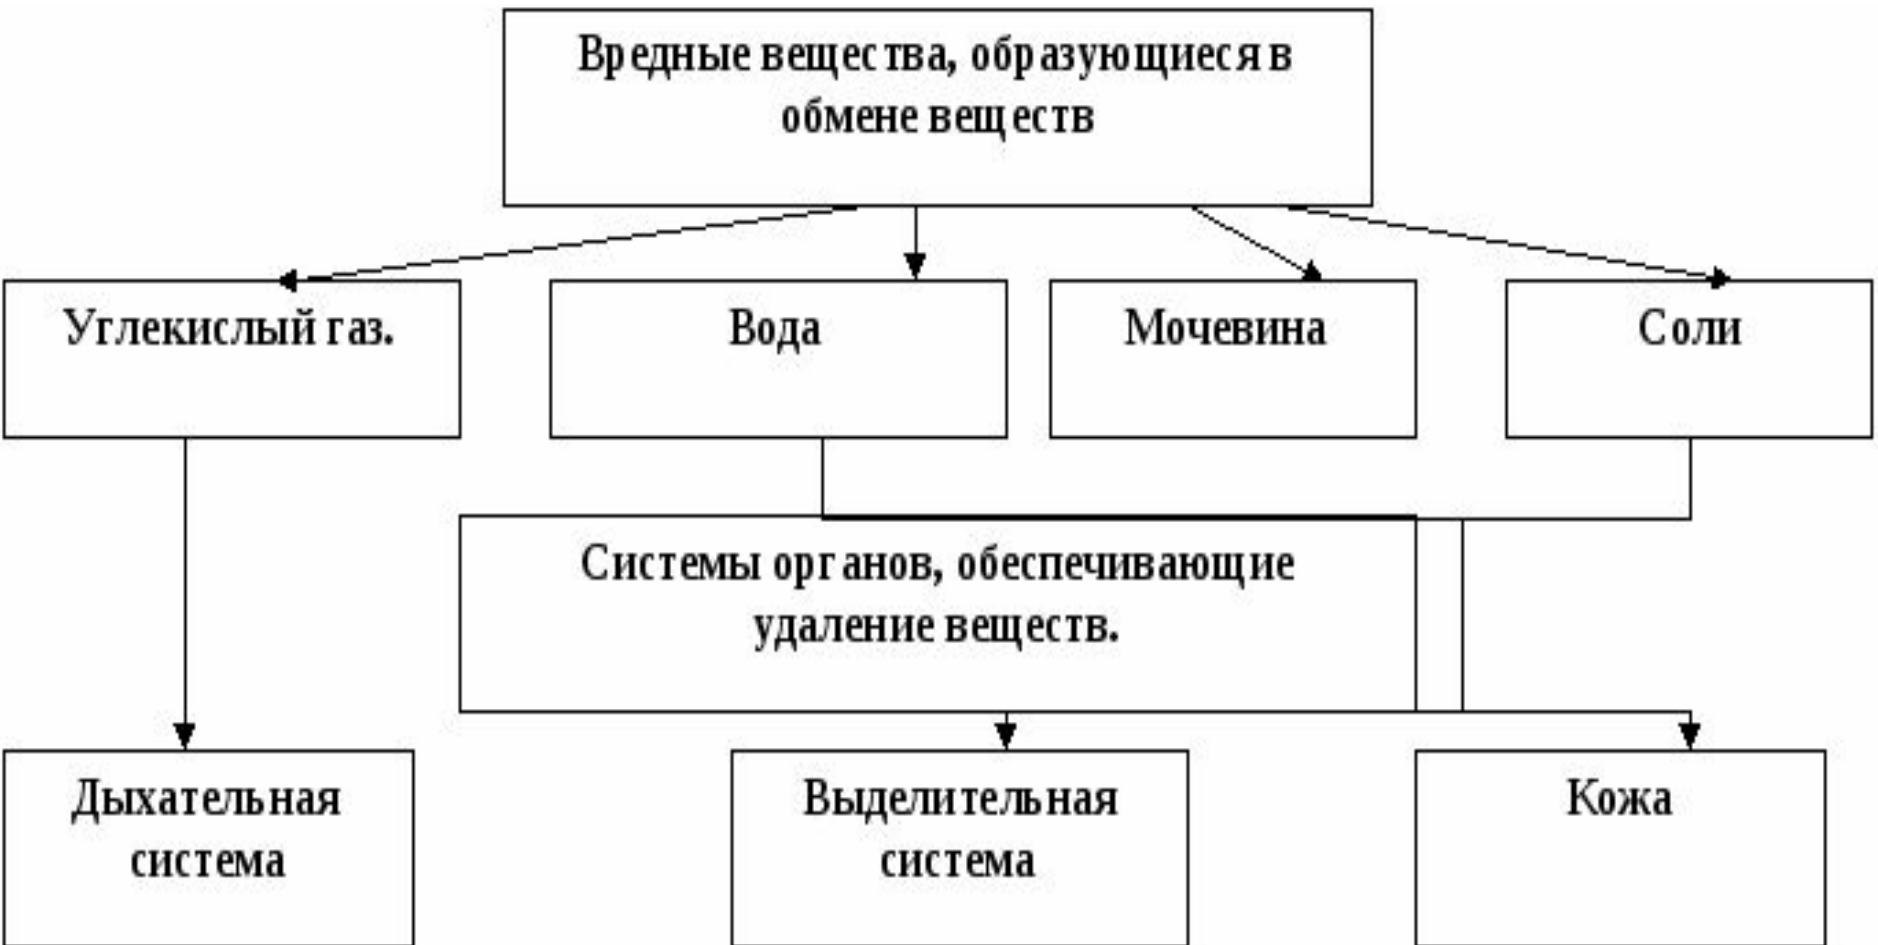 Вредные вещества, образующиеся в
обмене веществ
Углекислый газ.
Вода
Мочевина
Соли
Системы органов, обеспечивающие
удаление веществ.
Дыхательная
система
Выделительная
система
Кожа